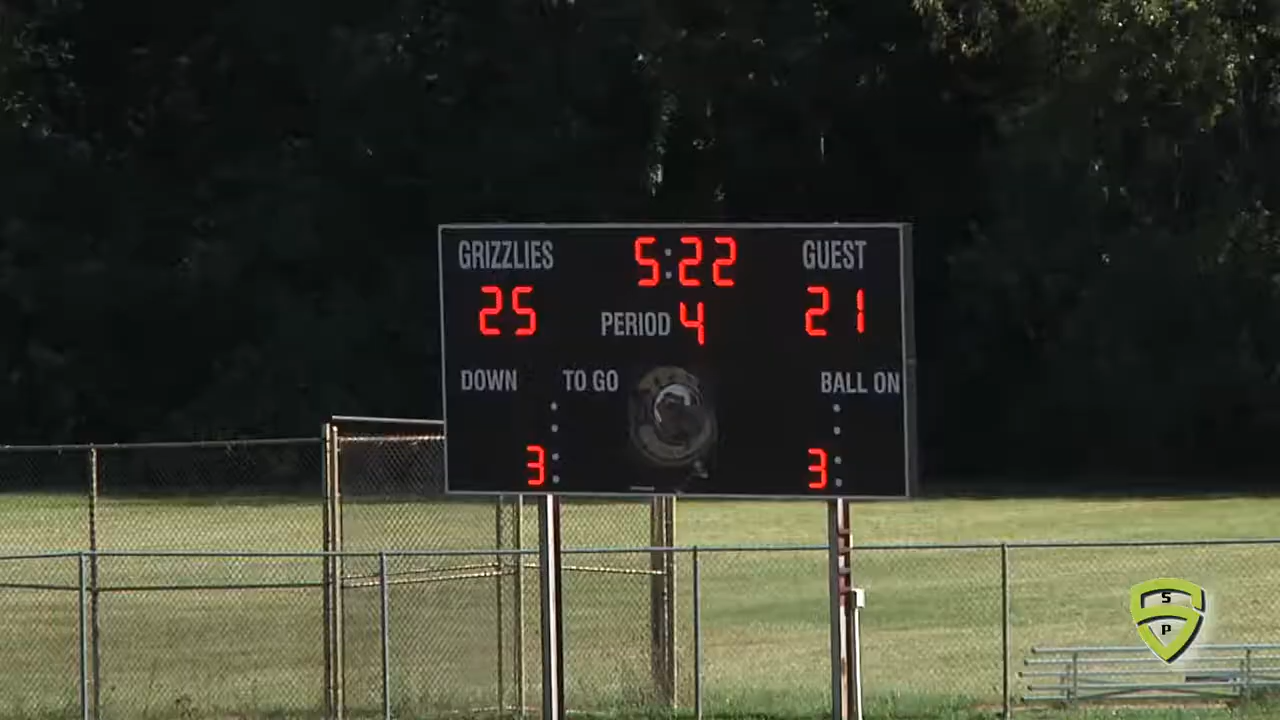 GRIZZLIES 5:22 GUEST
25 PERIOD 4 21
DOWN TO GO BALL ON
3 3
S
P